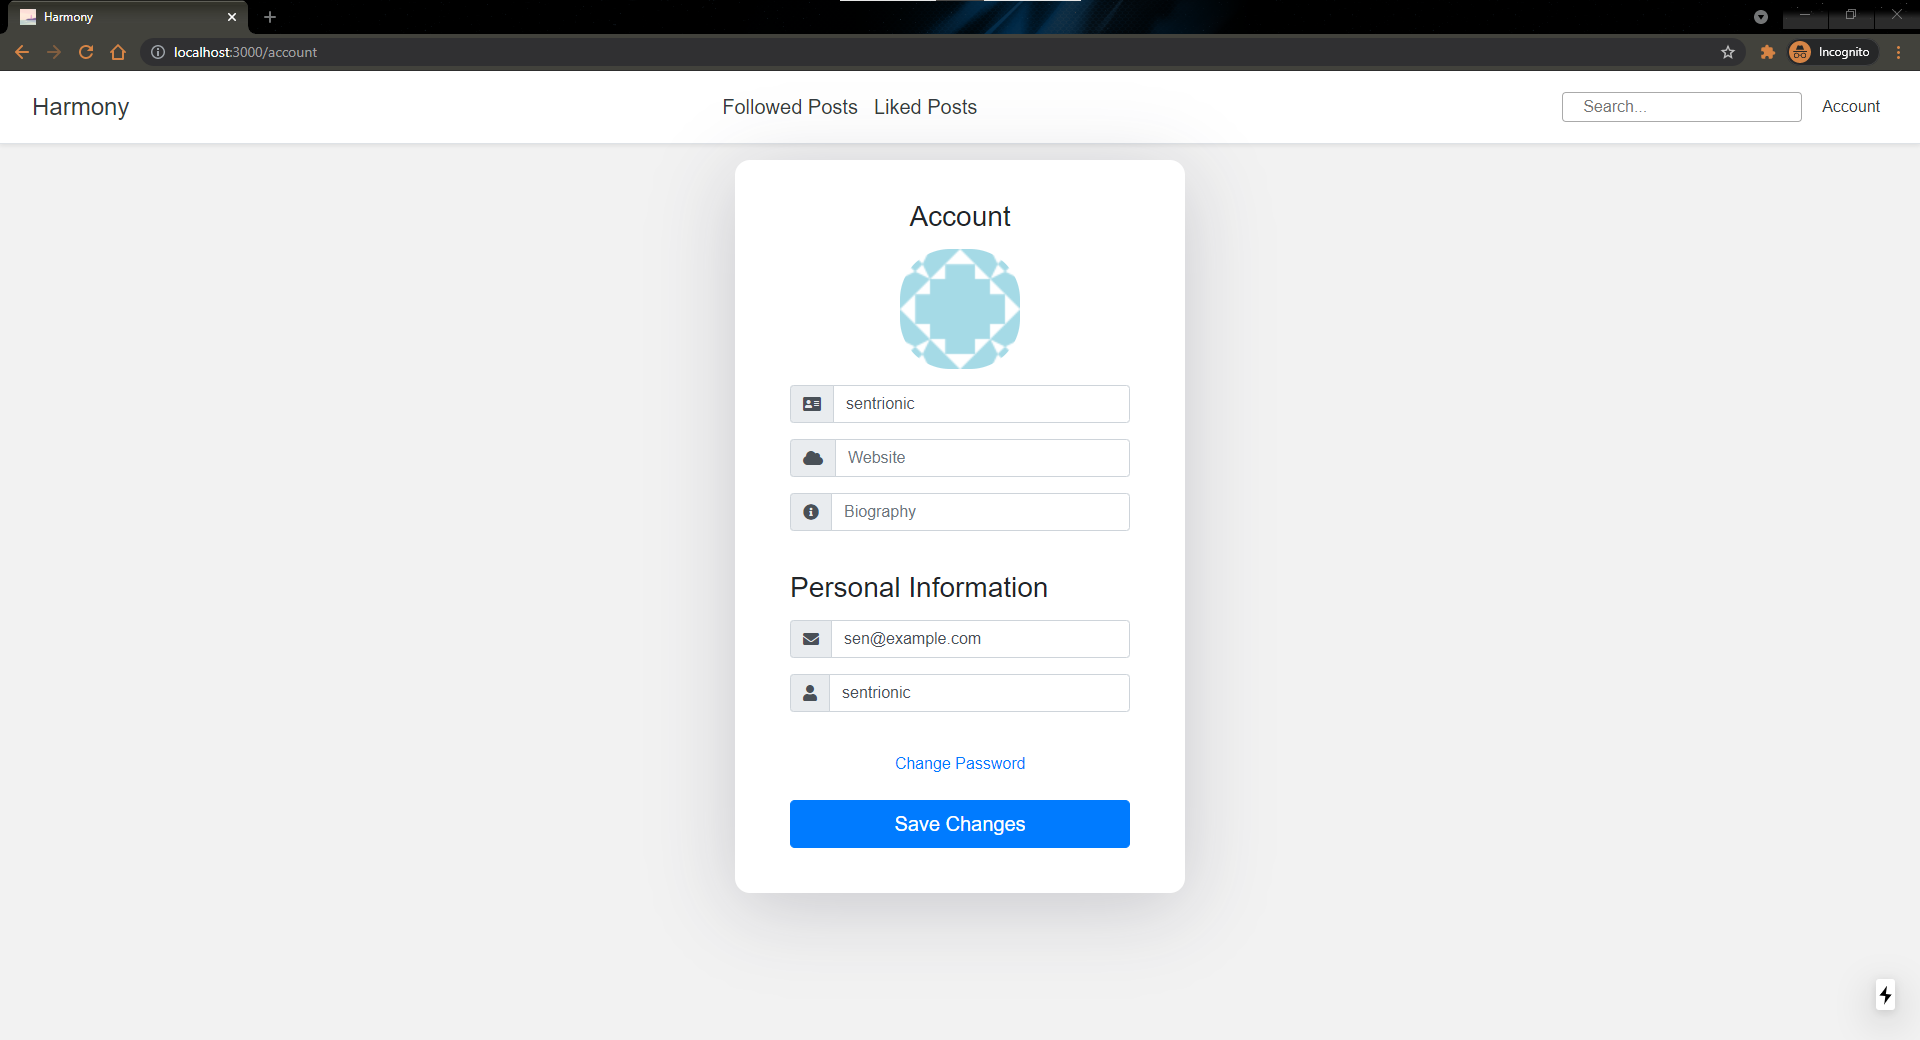 Harmony
localhost:3000/account
Incognito
Harmony
Followed Posts Liked Posts
Search...
Account
Account
sentrionic
Website
Biography
Personal Information
sen@example.com
sentrionic
Change Password
Save Changes